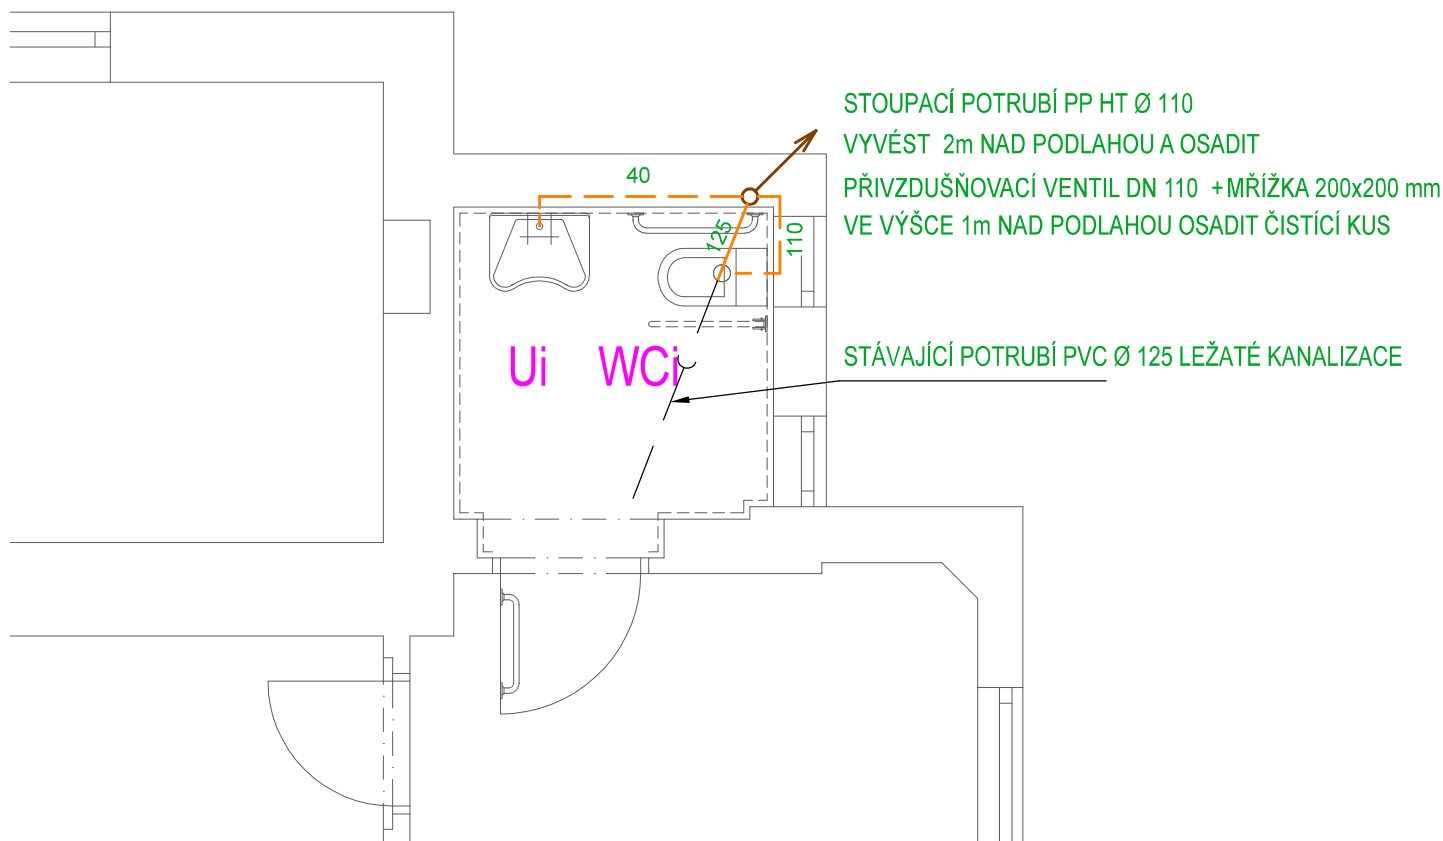 STOUPACÍ POTRUBÍ PP HT Ø 110
VYVÉST 2m NAD PODLAHOU A OSADIT
PŘIVZDUŠŇOVACÍ VENTIL DN 110 +MŘÍŽKA 200x200 mm
VE VÝŠCE 1m NAD PODLAHOU OSADIT ČISTÍCÍ KUS
40
125
110
STÁVAJÍCÍ POTRUBÍ PVC Ø 125 LEŽATÉ KANALIZACE
Ui WCi